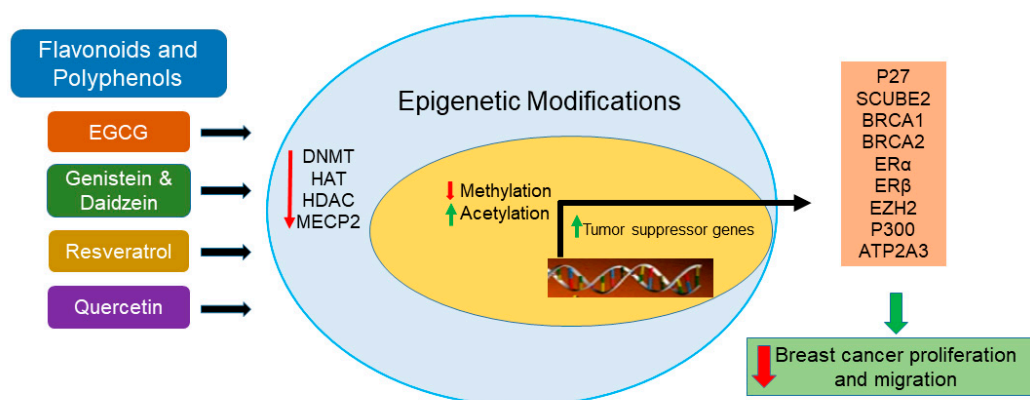 Flavonoids and
Polyphenols
EGCG
Genistein &
Daidzein
Resveratrol
Quercetin
Epigenetic Modifications
DNMT
HAT
HDAC
MECP2
Methylation
Acetylation
Tumor suppressor genes
P27
SCUBE2
BRCA1
BRCA2
ERα
ERβ
EZH2
P300
ATP2A3
Breast cancer proliferation
and migration